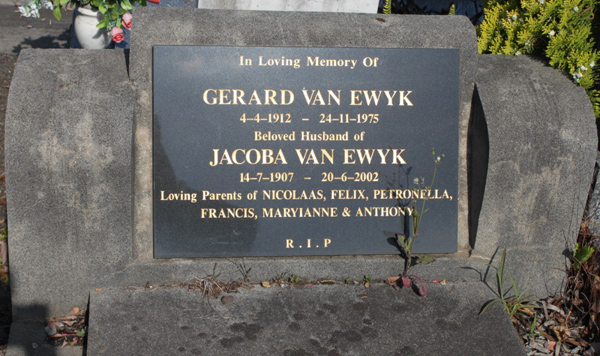 In Loving Memory Of
GERARD VAN EWYK
4-4-1912 – 24-11-1975
Beloved Husband of
JACOBA VAN EWYK
14-7-1907 – 20-6-2002
Loving Parents of NICOLAAS, FELIX, PETRONELLA,
FRANCIS, MARYIANNE & ANTHONY.
R.I.P